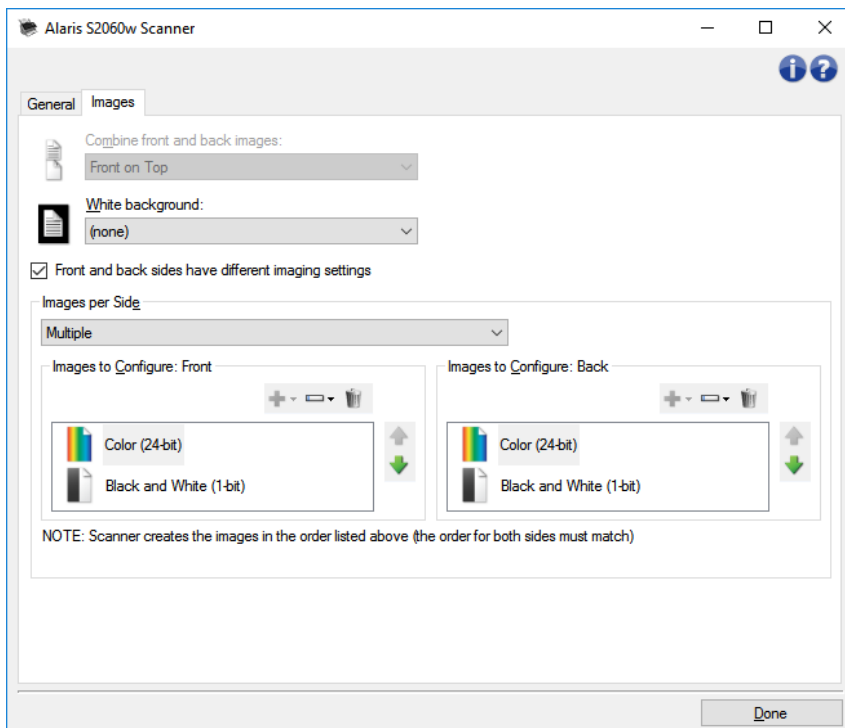 Alaris S2060w Scanner
General Images
Combine front and back images:
Front on Top
White background:
(none)
Front and back sides have different imaging settings
Images per Side
Multiple
Images to Configure: Front
Color (24-bit)
Black and White (1-bit)
Images to Configure: Back
Color (24-bit)
Black and White (1-bit)
NOTE: Scanner creates the images in the order listed above (the order for both sides must match)
Done